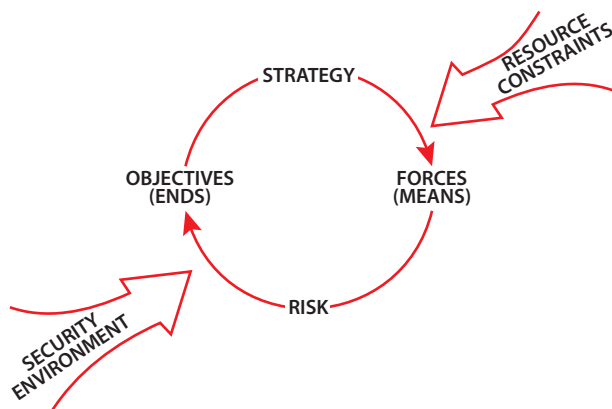 RESOURCE
CONSTRAINTS
STRATEGY
OBJECTIVES
(ENDS)
FORCES
(MEANS)
RISK
SECURITY
ENVIRONMENT